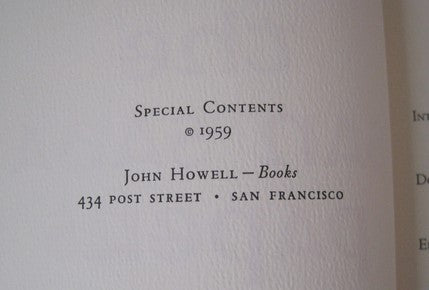 Special Contents
© 1959
John Howell — Books
434 POST STREET • SAN FRANCISCO